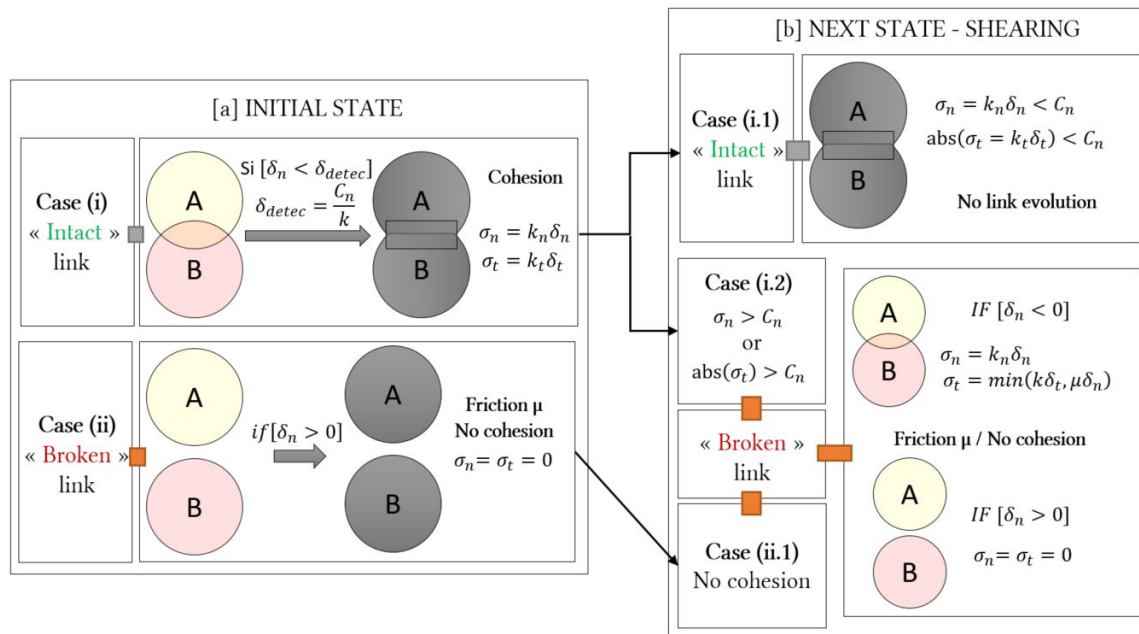 [a] INITIAL STATE
Case (i)
« Intact »
link
A
B
Si [δₙ < δ_detec]
δ_detec = Cₙ/k
A
B
Cohesion
σₙ = kₙδₙ
σₜ = kₜδₜ
Case (ii)
« Broken »
link
A
B
if[δₙ > 0]
A
B
Friction μ
No cohesion
σₙ= σₜ = 0
[b] NEXT STATE - SHEARING
Case (i.1)
« Intact »
link
A
B
σₙ = kₙδₙ < Cₙ
abs(σₜ = kₜδₜ) < Cₙ
No link evolution
Case (i.2)
σₙ > Cₙ
or
abs(σₜ) > Cₙ
« Broken »
link
Case (ii.1)
No cohesion
A
B
IF [δₙ < 0]
σₙ = kₙδₙ
σₜ = min(kδₜ, μδₙ)
Friction μ / No cohesion
A
B
IF [δₙ > 0]
σₙ= σₜ = 0